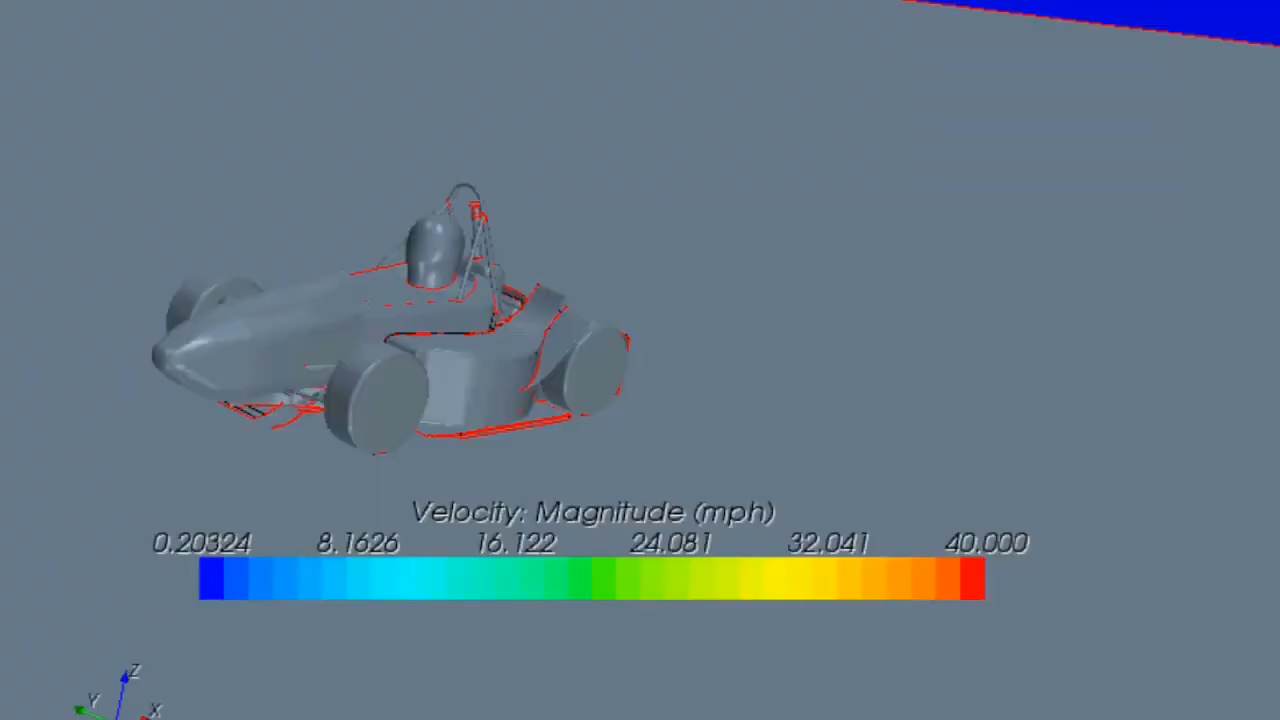 Velocity: Magnitude (mph)
0.20324 8.1626 16.122 24.081 32.041 40.000
Z
Y X